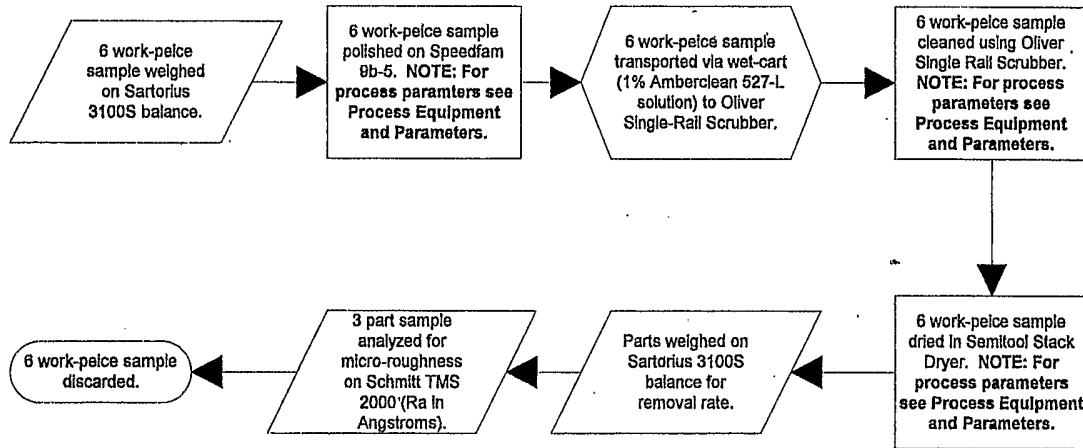 6 work-peice
sample weighed
on Sartorius
3100S balance.
6 work-peice sample
polished on Speedfam
9b-5. NOTE: For
process paramters see
Process Equipment
and Parameters.
6 work-peice sample
transported via wet-cart
(1% Amberclean 527-L
solution) to Oliver
Single-Rail Scrubber.
6 work-peice sample
cleaned using Oliver
Single Rail Scrubber.
NOTE: For process
parameters see
Process Equipment
and Parameters.
6 work-peice sample
dried in Semitool Stack
Dryer. NOTE: For
process parameters
see Process Equipment
and Parameters.
Parts weighed on
Sartorius 3100S
balance for
removal rate.
3 part sample
analyzed for
micro-roughness
on Schmitt TMS
2000 (Ra in
Angstroms).
6 work-peice sample
discarded.